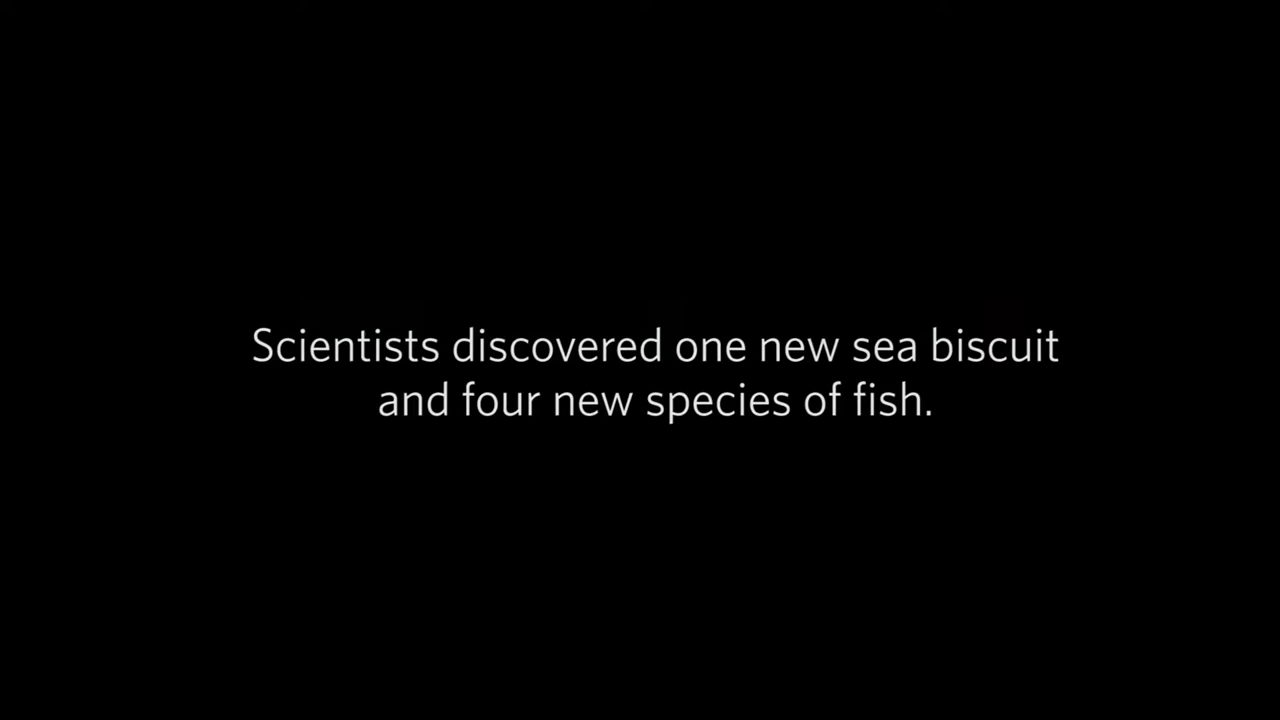 Scientists discovered one new sea biscuit
and four new species of fish.